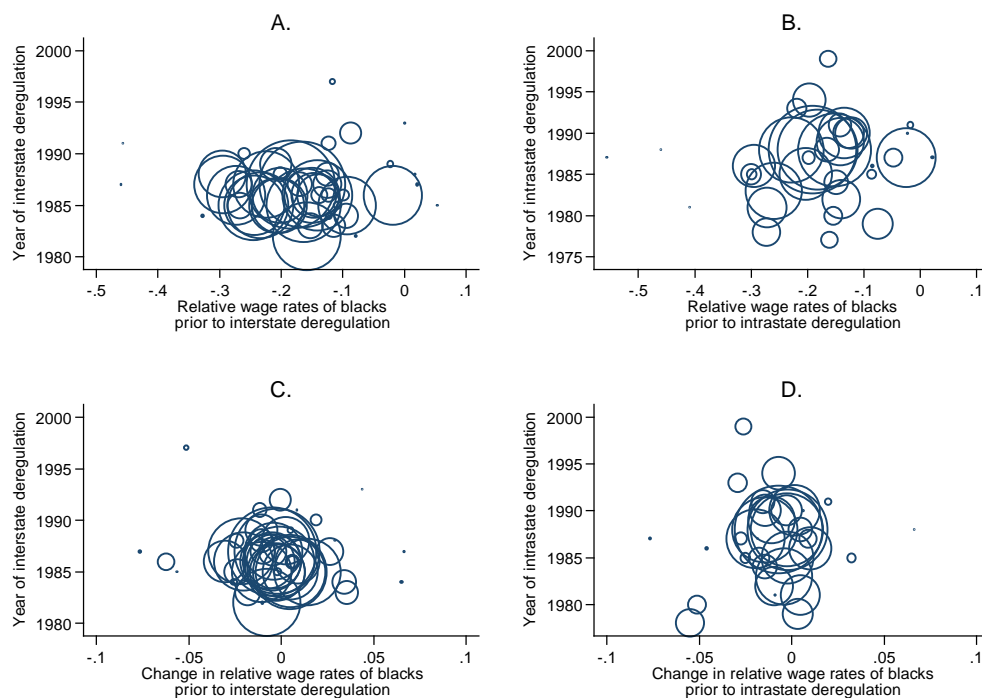 A.
Year of interstate deregulation
2000
1995
1990
1985
1980
-.5 -.4 -.3 -.2 -.1 0 .1
Relative wage rates of blacks
prior to interstate deregulation
B.
Year of intrastate deregulation
2000
1995
1990
1985
1980
1975
-.5 -.4 -.3 -.2 -.1 0 .1
Relative wage rates of blacks
prior to intrastate deregulation
C.
Year of interstate deregulation
2000
1995
1990
1985
1980
-.1 -.05 0 .05 .1
Change in relative wage rates of blacks
prior to interstate deregulation
D.
Year of intrastate deregulation
2000
1995
1990
1985
1980
-.1 -.05 0 .05 .1
Change in relative wage rates of blacks
prior to intrastate deregulation